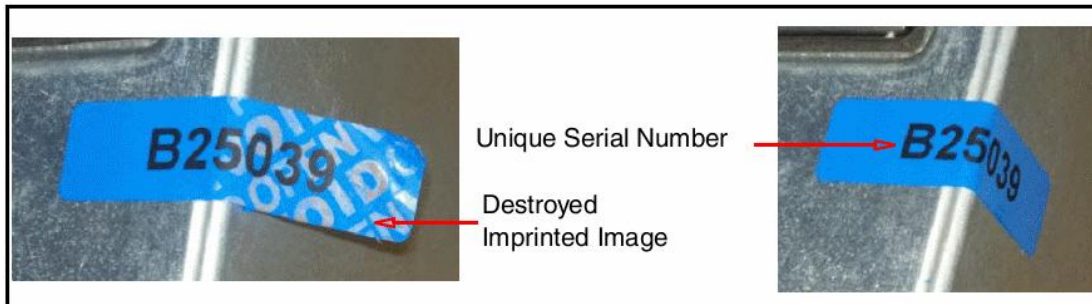 B25039
Unique Serial Number
B25039
Destroyed
Imprinted Image